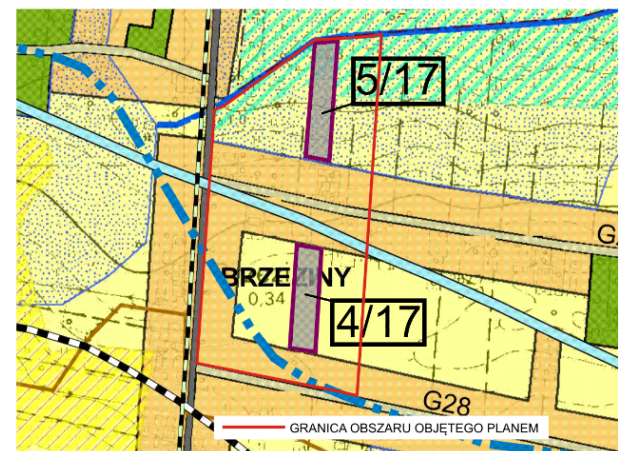 5/17
BRZEZINY
0,34
4/17
G28
GRANICA OBSZARU OBJĘTEGO PLANEM